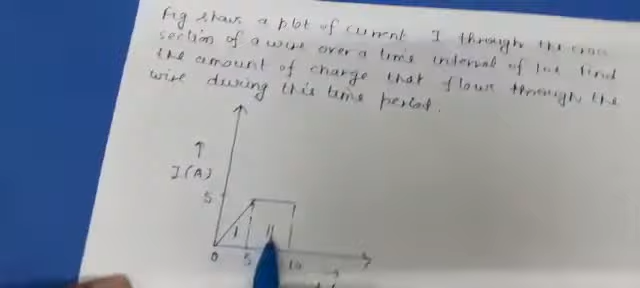 Fig shows a plot of current I through the cross
section of a wire over a time interval of 10s find
the amount of charge that flows through the
wire during this time period.
I(A)
5
I II
0 5 10